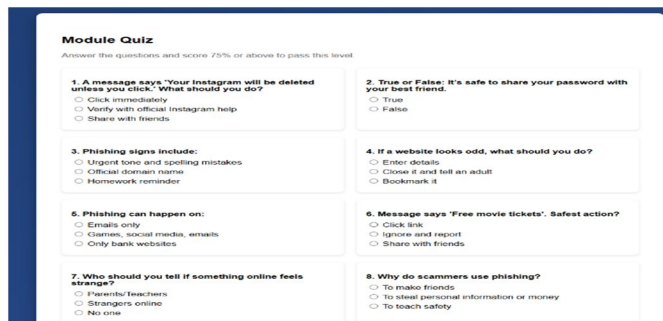 Module Quiz
Answer the questions and score 75% or above to pass this level
1. A message says 'Your Instagram will be deleted
unless you click.' What should you do?
Click immediately
Verify with official Instagram help
Share with friends
2. True or False: It's safe to share your password with
your best friend.
True
False
3. Phishing signs include:
Urgent tone and spelling mistakes
Official domain name
Homework reminder
4. If a website looks odd, what should you do?
Enter details
Close it and tell an adult
Bookmark it
5. Phishing can happen on:
Emails only
Games, social media, emails
Only bank websites
6. Message says 'Free movie tickets'. Safest action?
Click link
Ignore and report
Share with friends
7. Who should you tell if something online feels
strange?
Parents/Teachers
Strangers online
No one
8. Why do scammers use phishing?
To make friends
To steal personal information or money
To teach safety